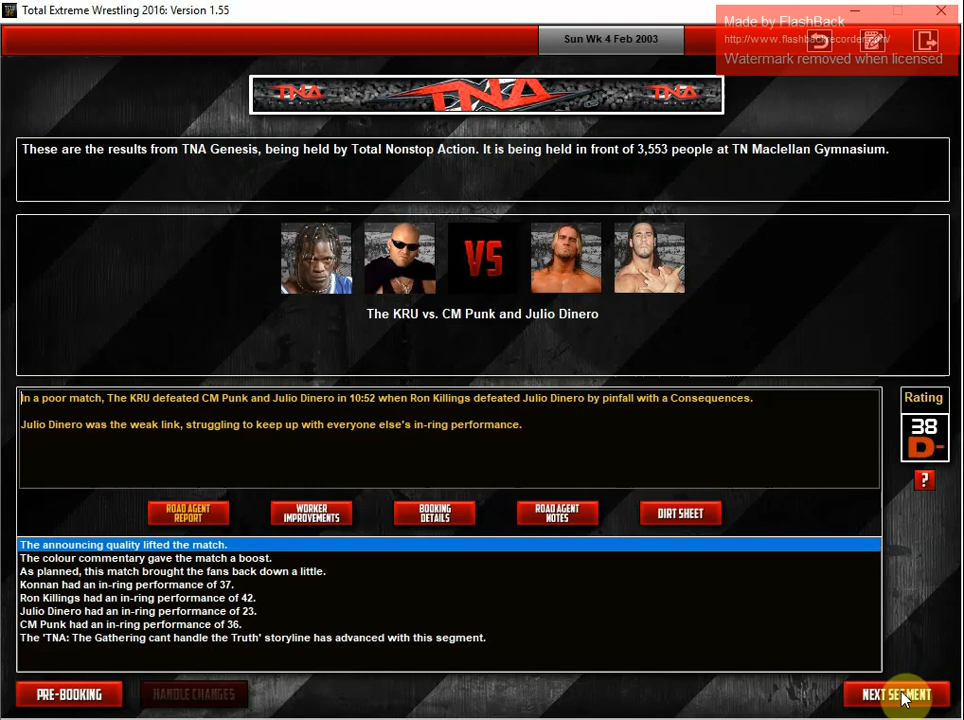 Total Extreme Wrestling 2016: Version 1.55
Made by FlashBack
http://www.flashbackrecorder.com/
Watermark removed when licensed
Sun Wk 4 Feb 2003
TNA TNA TNA
These are the results from TNA Genesis, being held by Total Nonstop Action. It is being held in front of 3,553 people at TN Maclellan Gymnasium.
VS
The KRU vs. CM Punk and Julio Dinero
In a poor match, The KRU defeated CM Punk and Julio Dinero in 10:52 when Ron Killings defeated Julio Dinero by pinfall with a Consequences.
Julio Dinero was the weak link, struggling to keep up with everyone else's in-ring performance.
Rating
38
D-
?
ROAD AGENT REPORT
WORKER IMPROVEMENTS
BOOKING DETAILS
ROAD AGENT NOTES
DIRT SHEET
The announcing quality lifted the match.
The colour commentary gave the match a boost.
As planned, this match brought the fans back down a little.
Konnan had an in-ring performance of 37.
Ron Killings had an in-ring performance of 42.
Julio Dinero had an in-ring performance of 23.
CM Punk had an in-ring performance of 36.
The 'TNA: The Gathering cant handle the Truth' storyline has advanced with this segment.
PRE-BOOKING
HANDLE CHANGES
NEXT SEGMENT